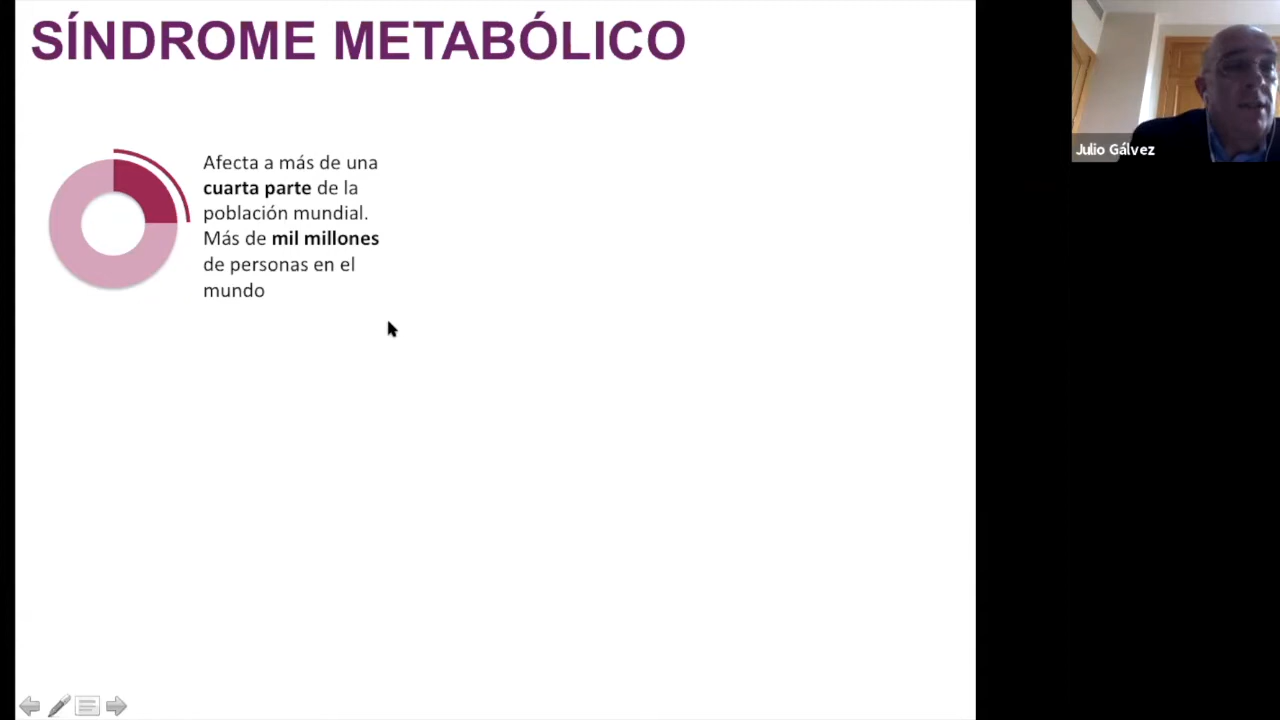 SÍNDROME METABÓLICO
Afecta a más de una
cuarta parte de la
población mundial.
Más de mil millones
de personas en el
mundo
Julio Gálvez